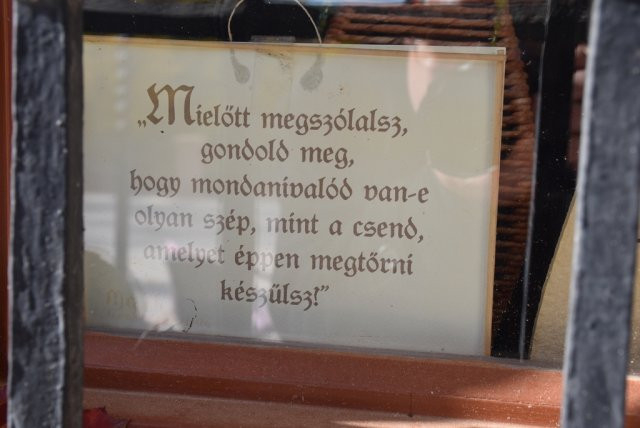 „Mielőtt megszólalsz,
gondold meg,
hogy mondanivalód van-e
olyan szép, mint a csend,
amelyet éppen megtörni
készülsz!”